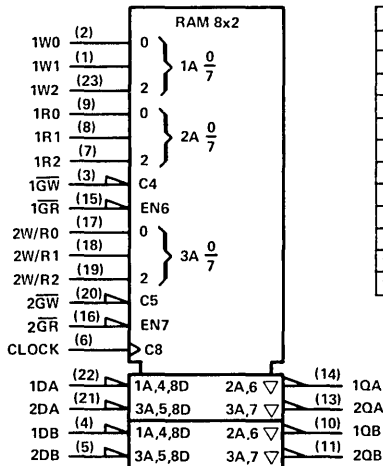 RAM 8x2
1W0 (2) 0
1W1 (1) 1A 0/7
1W2 (23) 2
1R0 (9) 0
1R1 (8) 2A 0/7
1R2 (7) 2
1G̅W̅ (3) C4
1G̅R̅ (15) EN6
2W/R0 (17) 0
2W/R1 (18) 3A 0/7
2W/R2 (19) 2
2G̅W̅ (20) C5
2G̅R̅ (16) EN7
CLOCK (6) C8
1DA (22) 1A,4,8D 2A,6 ▽ (14) 1QA
2DA (21) 3A,5,8D 3A,7 ▽ (13) 2QA
1DB (4) 1A,4,8D 2A,6 ▽ (10) 1QB
2DB (5) 3A,5,8D 3A,7 ▽ (11) 2QB